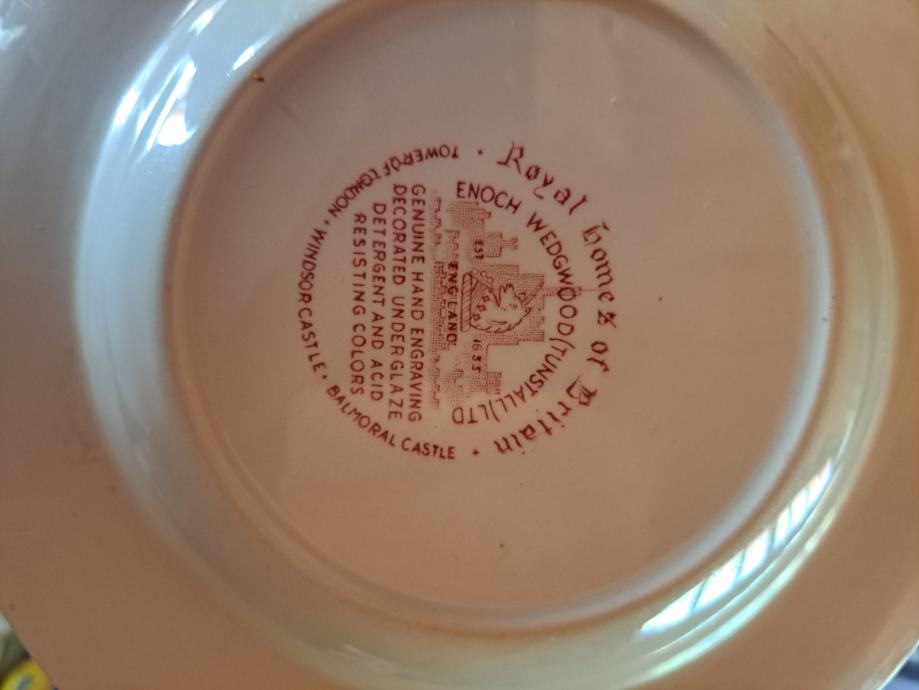 Royal Homes of Britain
ENOCH WEDGWOOD (TUNSTALL) LTD
EST 1835
ENGLAND
GENUINE HAND ENGRAVING
DECORATED UNDERGLAZE
DETERGENT AND ACID
RESISTING COLORS
TOWER OF LONDON • WINDSOR CASTLE • BALMORAL CASTLE